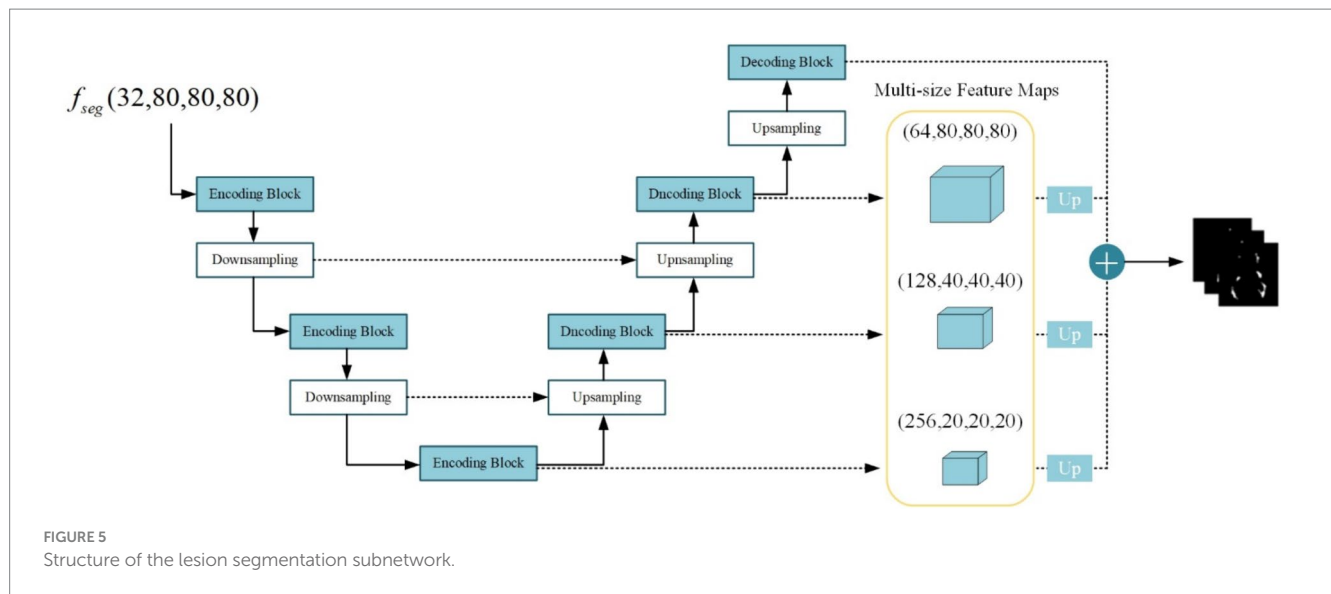 Decoding Block
f_seg(32,80,80,80)
Multi-size Feature Maps
Upsampling
(64,80,80,80)
Encoding Block
Dncoding Block
Up
Downsampling
Upnsampling
+
(128,40,40,40)
Encoding Block
Dncoding Block
Up
Downsampling
Upsampling
(256,20,20,20)
Encoding Block
Up
FIGURE 5
Structure of the lesion segmentation subnetwork.